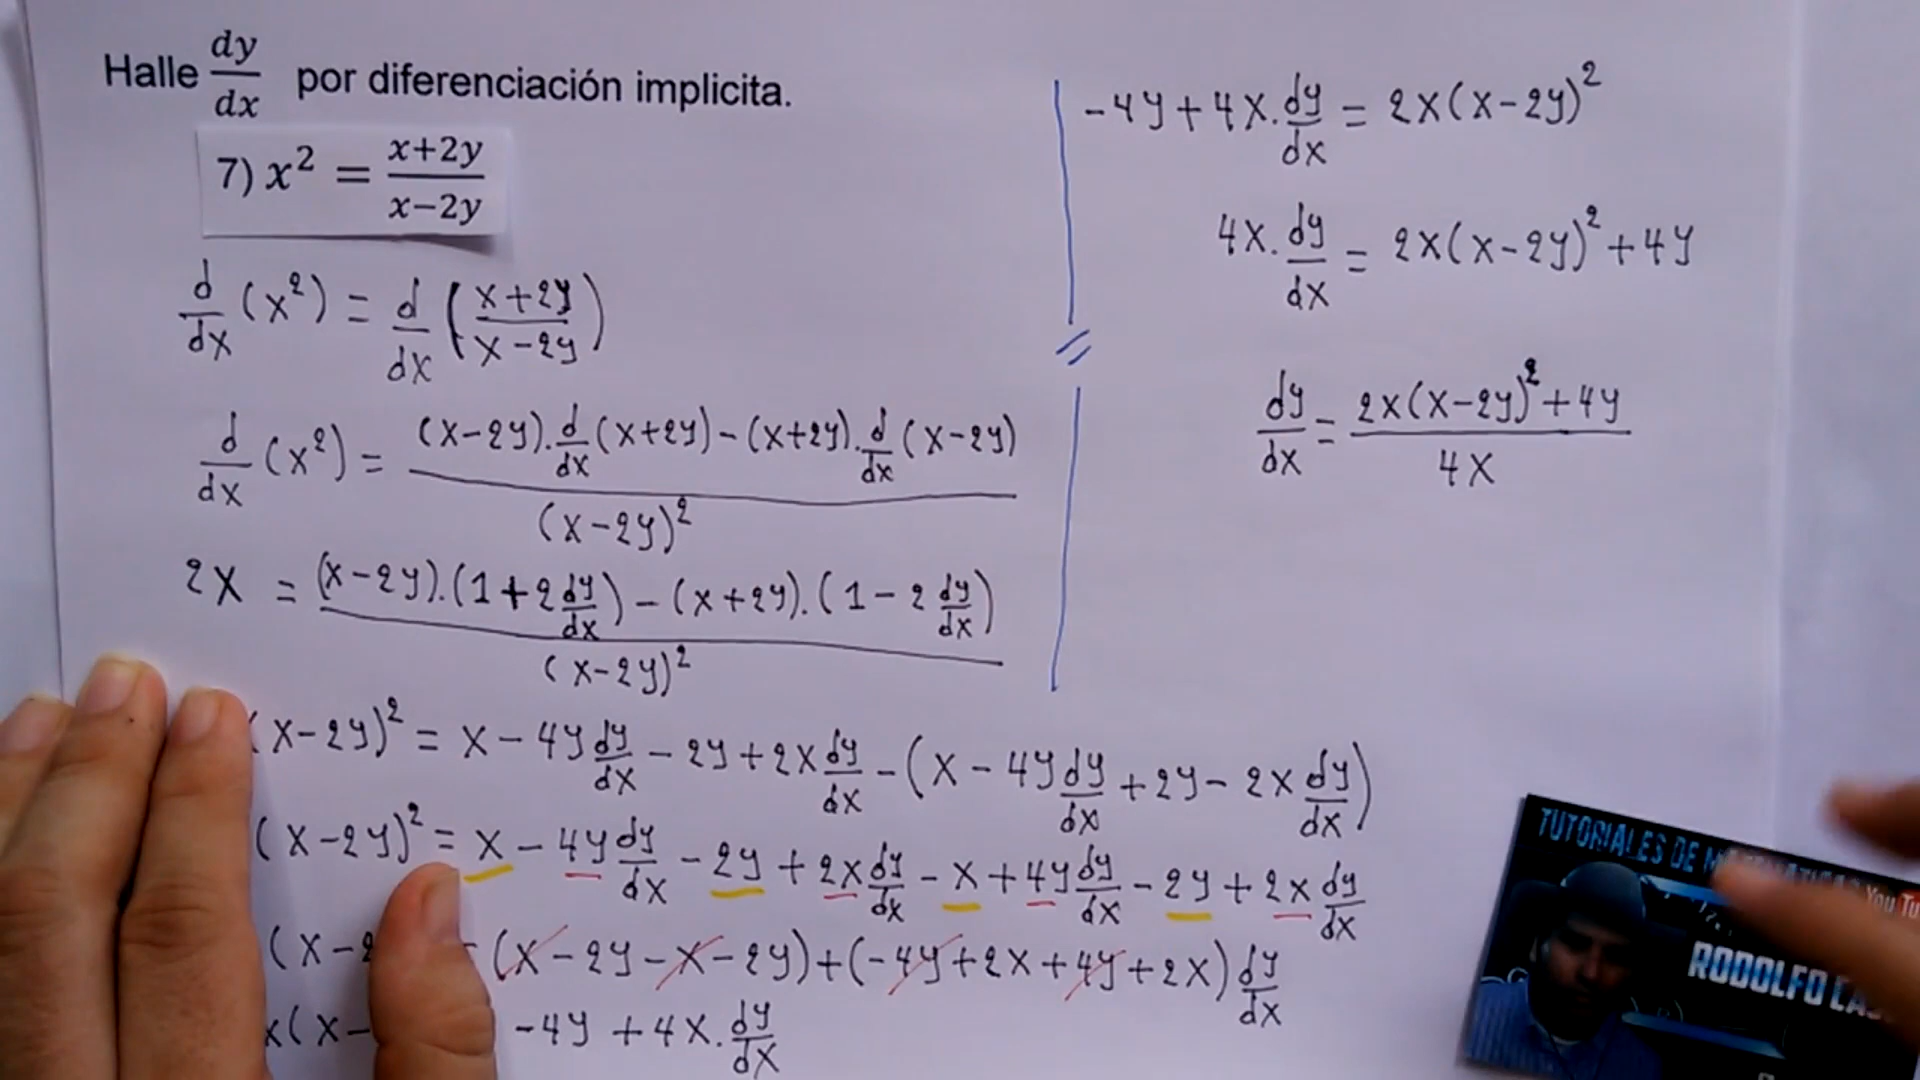 Halle dy/dx por diferenciación implicita.
7) x² = (x+2y)/(x−2y)
d/dx (x²) = d/dx ((x+2y)/(x−2y))
d/dx (x²) = ((x−2y).d/dx(x+2y)−(x+2y).d/dx(x−2y))/(x−2y)²
2x = ((x−2y).(1+2dy/dx)−(x+2y).(1−2dy/dx))/(x−2y)²
(x−2y)² = x−4y dy/dx−2y+2x dy/dx−(x−4y dy/dx+2y−2x dy/dx)
(x−2y)² = x−4y dy/dx−2y+2x dy/dx−x+4y dy/dx−2y+2x dy/dx
(x− (x−2y−x−2y)+(−4y+2x+4y+2x)dy/dx
x(x− −4y+4x.dy/dx
−4y+4x.dy/dx = 2x(x−2y)²
4x.dy/dx = 2x(x−2y)²+4y
dy/dx = (2x(x−2y)²+4y)/4x
TUTORIALES DE
You Tu
RODOLFO